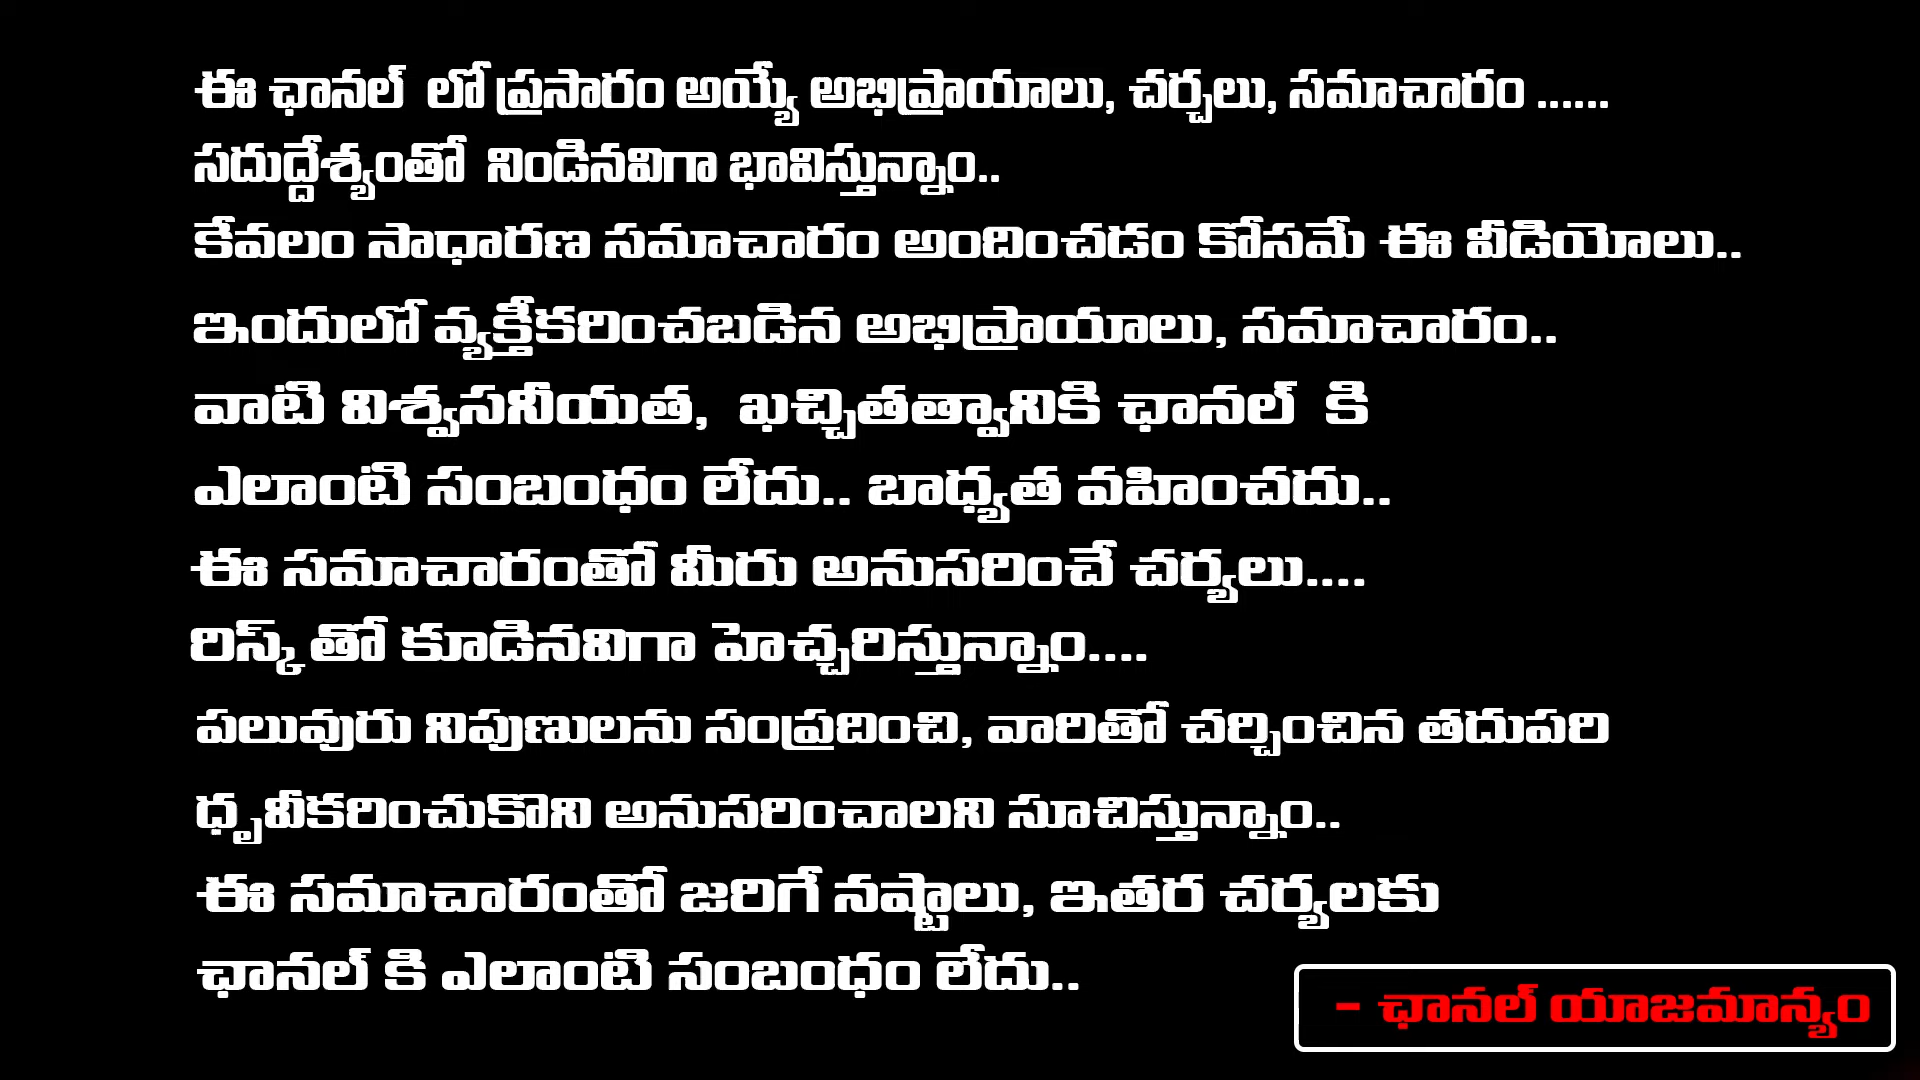 ఈ ఛానల్ లో ప్రసారం అయ్యే అభిప్రాయాలు, చర్చలు, సమాచారం ......
సదుద్దేశ్యంతో నిండినవిగా భావిస్తున్నాం..
కేవలం సాధారణ సమాచారం అందించడం కోసమే ఈ వీడియోలు..
ఇందులో వ్యక్తీకరించబడిన అభిప్రాయాలు, సమాచారం..
వాటి విశ్వసనీయత, ఖచ్చితత్వానికి ఛానల్ కి
ఎలాంటి సంబంధం లేదు.. బాధ్యత వహించదు..
ఈ సమాచారంతో మీరు అనుసరించే చర్యలు....
రిస్క్ తో కూడినవిగా హెచ్చరిస్తున్నాం....
పలువురు నిపుణులను సంప్రదించి, వారితో చర్చించిన తదుపరి
ధృవీకరించుకొని అనుసరించాలని సూచిస్తున్నాం..
ఈ సమాచారంతో జరిగే నష్టాలు, ఇతర చర్యలకు
ఛానల్ కి ఎలాంటి సంబంధం లేదు..
- ఛానల్ యాజమాన్యం